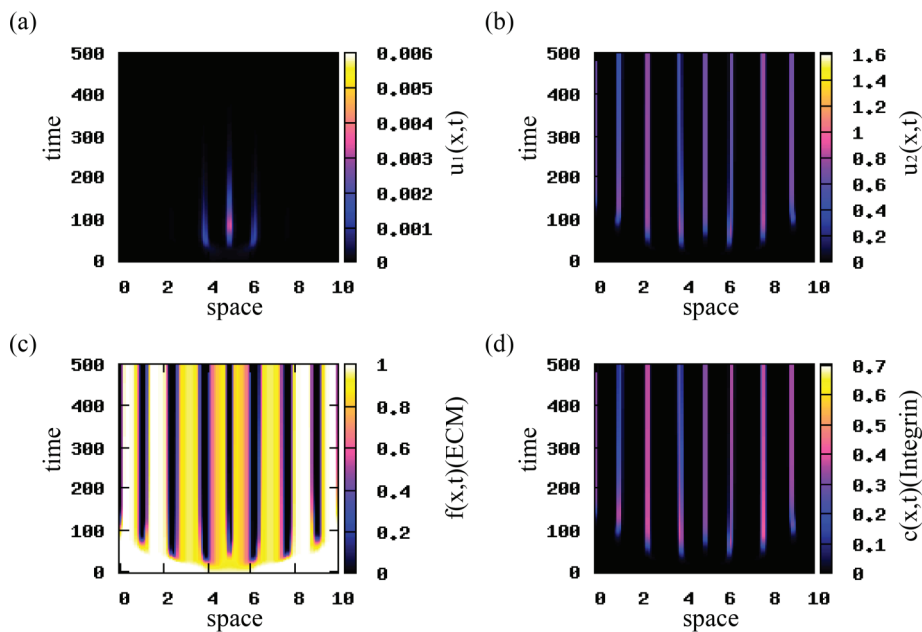 (a)
500
400
300
200
100
0
time
0 2 4 6 8 10
space
0.006
0.005
0.004
0.003
0.002
0.001
0
u1(x,t)
(b)
500
400
300
200
100
0
time
0 2 4 6 8 10
space
1.6
1.4
1.2
1
0.8
0.6
0.4
0.2
0
u2(x,t)
(c)
500
400
300
200
100
0
time
0 2 4 6 8 10
space
1
0.8
0.6
0.4
0.2
0
f(x,t)(ECM)
(d)
500
400
300
200
100
0
time
0 2 4 6 8 10
space
0.7
0.6
0.5
0.4
0.3
0.2
0.1
0
c(x,t)(Integrin)